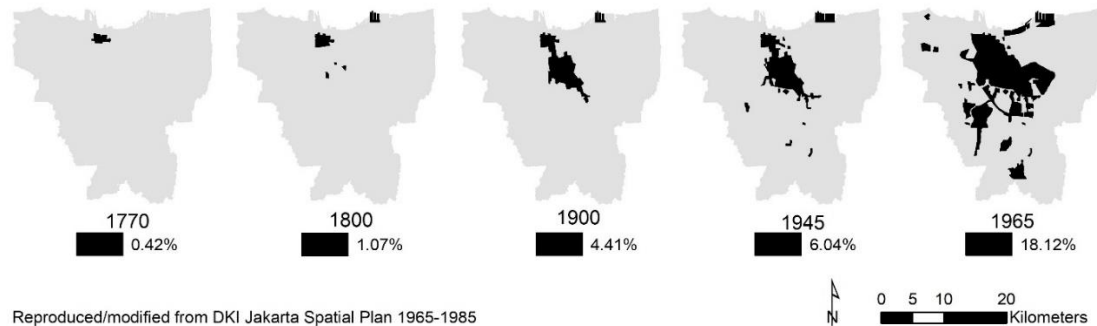 1770
0.42%
1800
1.07%
1900
4.41%
1945
6.04%
1965
18.12%
Reproduced/modified from DKI Jakarta Spatial Plan 1965-1985
N
0 5 10 20
Kilometers